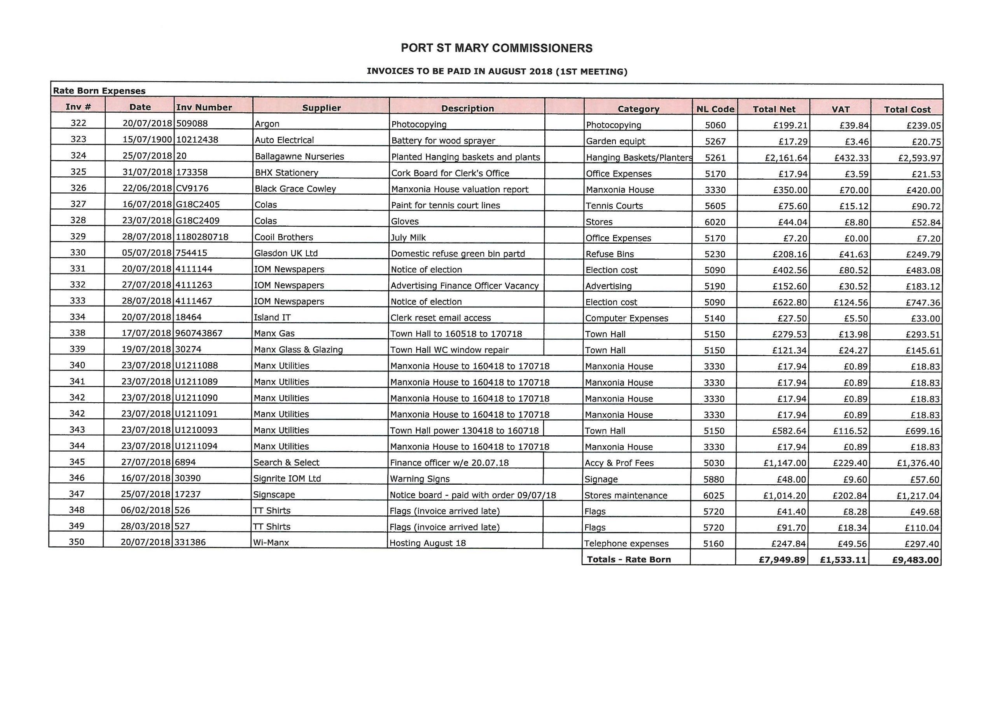 PORT ST MARY COMMISSIONERS
INVOICES TO BE PAID IN AUGUST 2018 (1ST MEETING)
Rate Born Expenses
Inv # Date Inv Number Supplier Description Category NL Code Total Net VAT Total Cost
322 20/07/2018 509088 Argon Photocopying Photocopying 5060 £199.21 £39.84 £239.05
323 15/07/1900 10212438 Auto Electrical Battery for wood sprayer Garden equipt 5267 £17.29 £3.46 £20.75
324 25/07/2018 20 Ballagawne Nurseries Planted Hanging baskets and plants Hanging Baskets/Planters 5261 £2,161.64 £432.33 £2,593.97
325 31/07/2018 173358 BHX Stationery Cork Board for Clerk's Office Office Expenses 5170 £17.94 £3.59 £21.53
326 22/06/2018 CV9176 Black Grace Cowley Manxonia House valuation report Manxonia House 3330 £350.00 £70.00 £420.00
327 16/07/2018 G18C2405 Colas Paint for tennis court lines Tennis Courts 5605 £75.60 £15.12 £90.72
328 23/07/2018 G18C2409 Colas Gloves Stores 6020 £44.04 £8.80 £52.84
329 28/07/2018 1180280718 Cooil Brothers July Milk Office Expenses 5170 £7.20 £0.00 £7.20
330 05/07/2018 754415 Glasdon UK Ltd Domestic refuse green bin partd Refuse Bins 5230 £208.16 £41.63 £249.79
331 20/07/2018 4111144 IOM Newspapers Notice of election Election cost 5090 £402.56 £80.52 £483.08
332 27/07/2018 4111263 IOM Newspapers Advertising Finance Officer Vacancy Advertising 5190 £152.60 £30.52 £183.12
333 28/07/2018 4111467 IOM Newspapers Notice of election Election cost 5090 £622.80 £124.56 £747.36
334 20/07/2018 18464 Island IT Clerk reset email access Computer Expenses 5140 £27.50 £5.50 £33.00
338 17/07/2018 960743867 Manx Gas Town Hall to 160518 to 170718 Town Hall 5150 £279.53 £13.98 £293.51
339 19/07/2018 30274 Manx Glass & Glazing Town Hall WC window repair Town Hall 5150 £121.34 £24.27 £145.61
340 23/07/2018 U1211088 Manx Utilities Manxonia House to 160418 to 170718 Manxonia House 3330 £17.94 £0.89 £18.83
341 23/07/2018 U1211089 Manx Utilities Manxonia House to 160418 to 170718 Manxonia House 3330 £17.94 £0.89 £18.83
342 23/07/2018 U1211090 Manx Utilities Manxonia House to 160418 to 170718 Manxonia House 3330 £17.94 £0.89 £18.83
342 23/07/2018 U1211091 Manx Utilities Manxonia House to 160418 to 170718 Manxonia House 3330 £17.94 £0.89 £18.83
343 23/07/2018 U1210093 Manx Utilities Town Hall power 130418 to 160718 Town Hall 5150 £582.64 £116.52 £699.16
344 23/07/2018 U1211094 Manx Utilities Manxonia House to 160418 to 170718 Manxonia House 3330 £17.94 £0.89 £18.83
345 27/07/2018 6894 Search & Select Finance officer w/e 20.07.18 Accy & Prof Fees 5030 £1,147.00 £229.40 £1,376.40
346 16/07/2018 30390 Signrite IOM Ltd Warning Signs Signage 5880 £48.00 £9.60 £57.60
347 25/07/2018 17237 Signscape Notice board - paid with order 09/07/18 Stores maintenance 6025 £1,014.20 £202.84 £1,217.04
348 06/02/2018 526 TT Shirts Flags (invoice arrived late) Flags 5720 £41.40 £8.28 £49.68
349 28/03/2018 527 TT Shirts Flags (invoice arrived late) Flags 5720 £91.70 £18.34 £110.04
350 20/07/2018 331386 Wi-Manx Hosting August 18 Telephone expenses 5160 £247.84 £49.56 £297.40
Totals - Rate Born £7,949.89 £1,533.11 £9,483.00